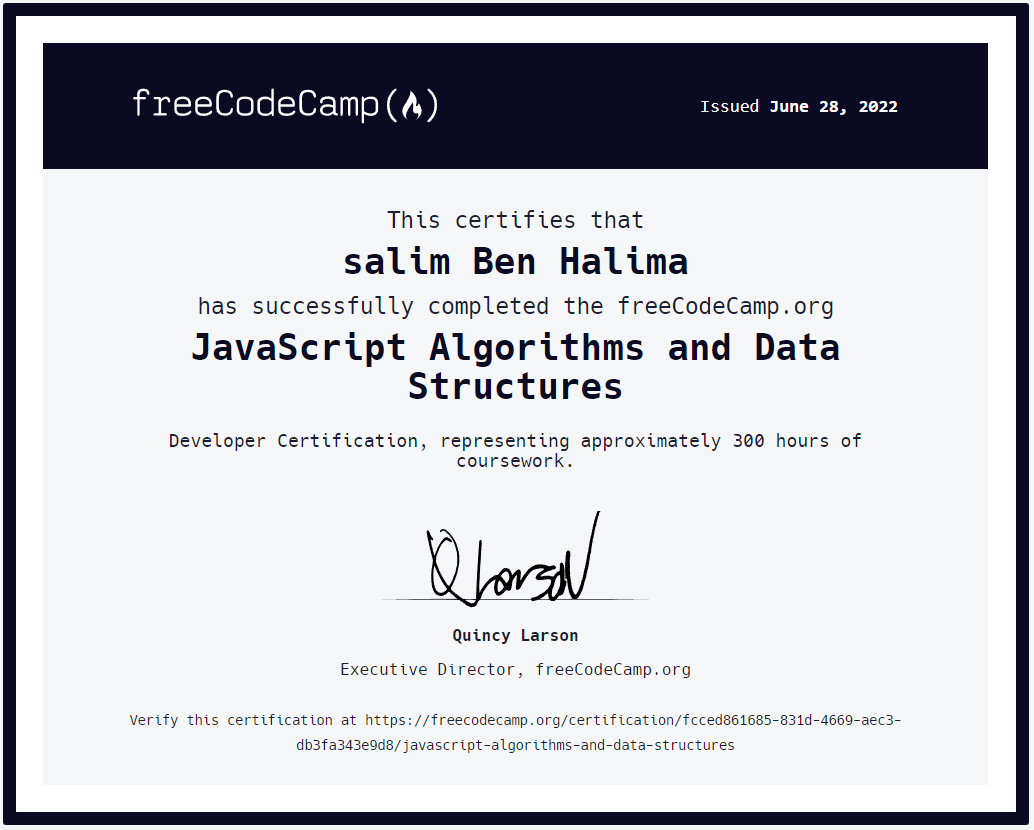 freeCodeCamp
Issued June 28, 2022
This certifies that
salim Ben Halima
has successfully completed the freeCodeCamp.org
JavaScript Algorithms and Data
Structures
Developer Certification, representing approximately 300 hours of
coursework.
Q Larson
Quincy Larson
Executive Director, freeCodeCamp.org
Verify this certification at https://freecodecamp.org/certification/fcced861685-831d-4669-aec3-
db3fa343e9d8/javascript-algorithms-and-data-structures